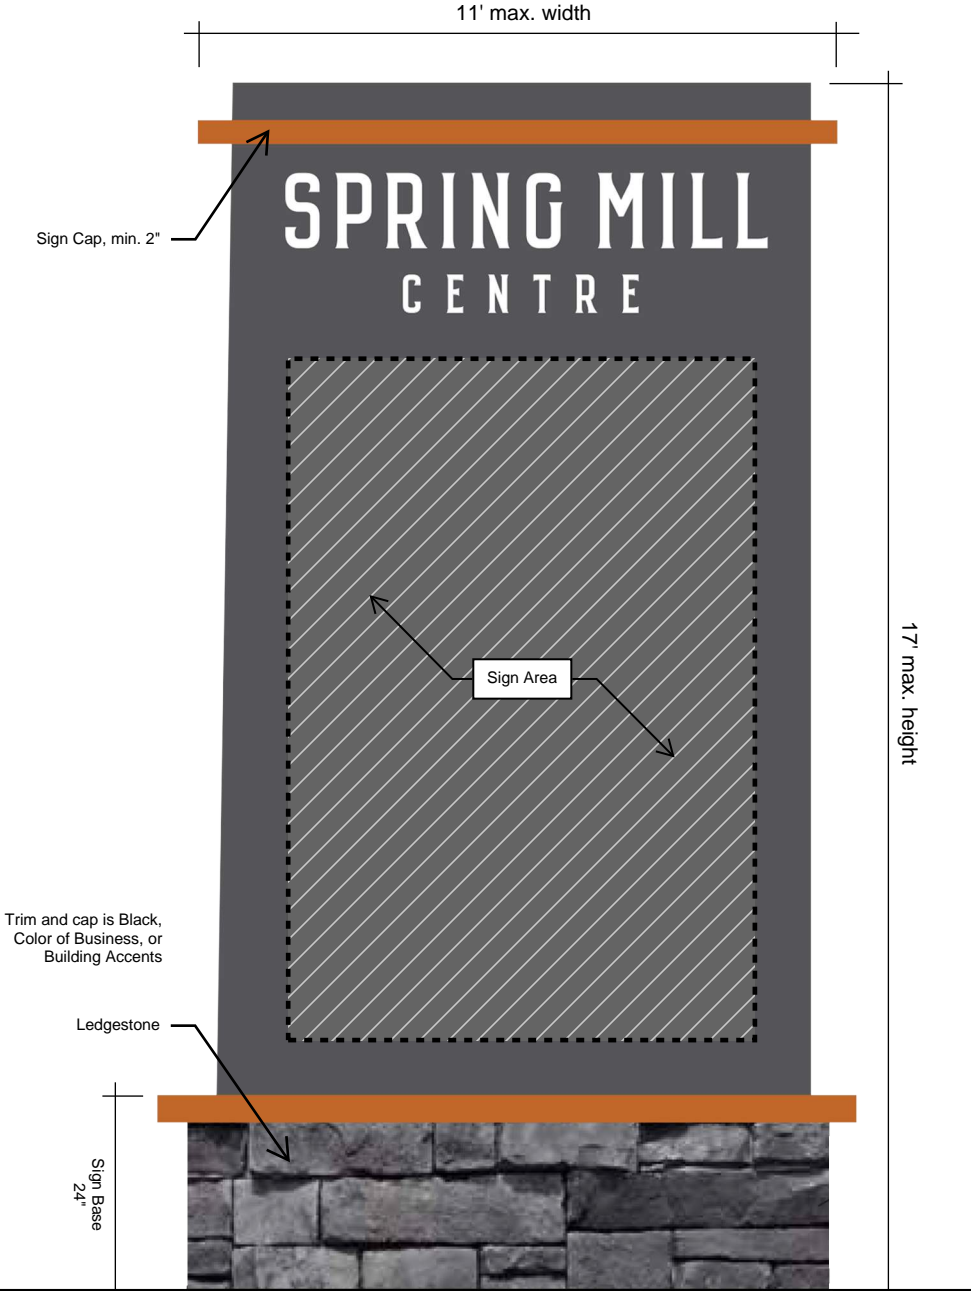 11' max. width
SPRING MILL
CENTRE
Sign Cap, min. 2"
Sign Area
17' max. height
Trim and cap is Black,
Color of Business, or
Building Accents
Ledgestone
Sign Base
24"